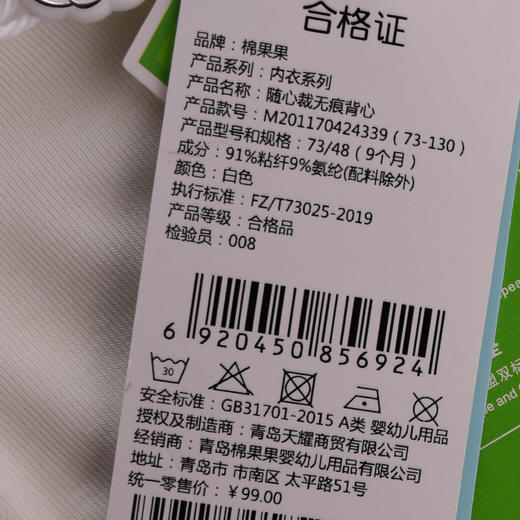 合格证
品牌：棉果果
产品系列：内衣系列
产品名称：随心裁无痕背心
产品款号：M201170424339（73-130）
产品型号和规格：73/48（9个月）
成分：91%粘纤9%氨纶(配料除外)
颜色：白色
执行标准：FZ/T73025-2019
产品等级：合格品
检验员：008
6 920450 856924
30
安全标准：GB31701-2015 A类 婴幼儿用品
授权及制造商：青岛天耀商贸有限公司
经销商：青岛棉果果婴幼儿用品有限公司
地址：青岛市 市南区 太平路51号
统一零售价：￥99.00